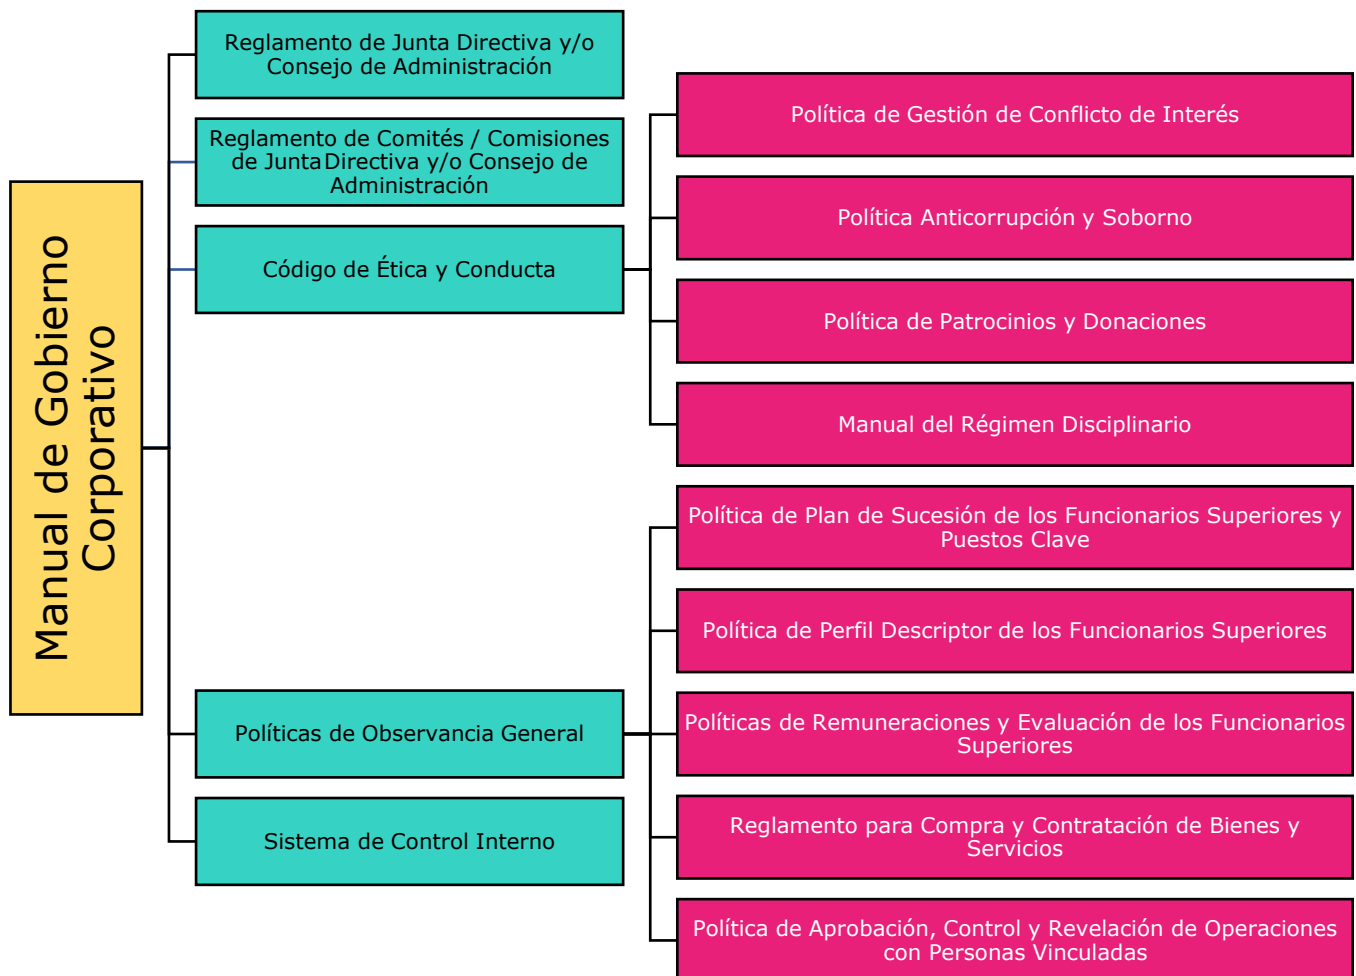 Manual de Gobierno
Corporativo
Reglamento de Junta Directiva y/o
Consejo de Administración
Reglamento de Comités / Comisiones
de Junta Directiva y/o Consejo de
Administración
Código de Ética y Conducta
Política de Gestión de Conflicto de Interés
Política Anticorrupción y Soborno
Política de Patrocinios y Donaciones
Manual del Régimen Disciplinario
Políticas de Observancia General
Política de Plan de Sucesión de los Funcionarios Superiores y
Puestos Clave
Política de Perfil Descriptor de los Funcionarios Superiores
Políticas de Remuneraciones y Evaluación de los Funcionarios
Superiores
Reglamento para Compra y Contratación de Bienes y
Servicios
Política de Aprobación, Control y Revelación de Operaciones
con Personas Vinculadas
Sistema de Control Interno